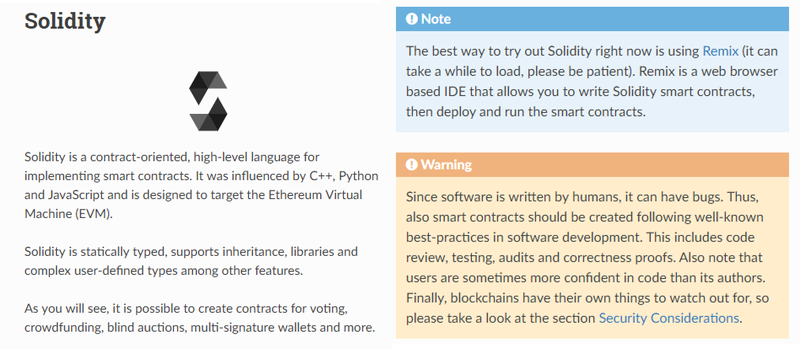 Solidity
Solidity is a contract-oriented, high-level language for
implementing smart contracts. It was influenced by C++, Python
and JavaScript and is designed to target the Ethereum Virtual
Machine (EVM).
Solidity is statically typed, supports inheritance, libraries and
complex user-defined types among other features.
As you will see, it is possible to create contracts for voting,
crowdfunding, blind auctions, multi-signature wallets and more.
Note
The best way to try out Solidity right now is using Remix (it can
take a while to load, please be patient). Remix is a web browser
based IDE that allows you to write Solidity smart contracts,
then deploy and run the smart contracts.
Warning
Since software is written by humans, it can have bugs. Thus,
also smart contracts should be created following well-known
best-practices in software development. This includes code
review, testing, audits and correctness proofs. Also note that
users are sometimes more confident in code than its authors.
Finally, blockchains have their own things to watch out for, so
please take a look at the section Security Considerations.